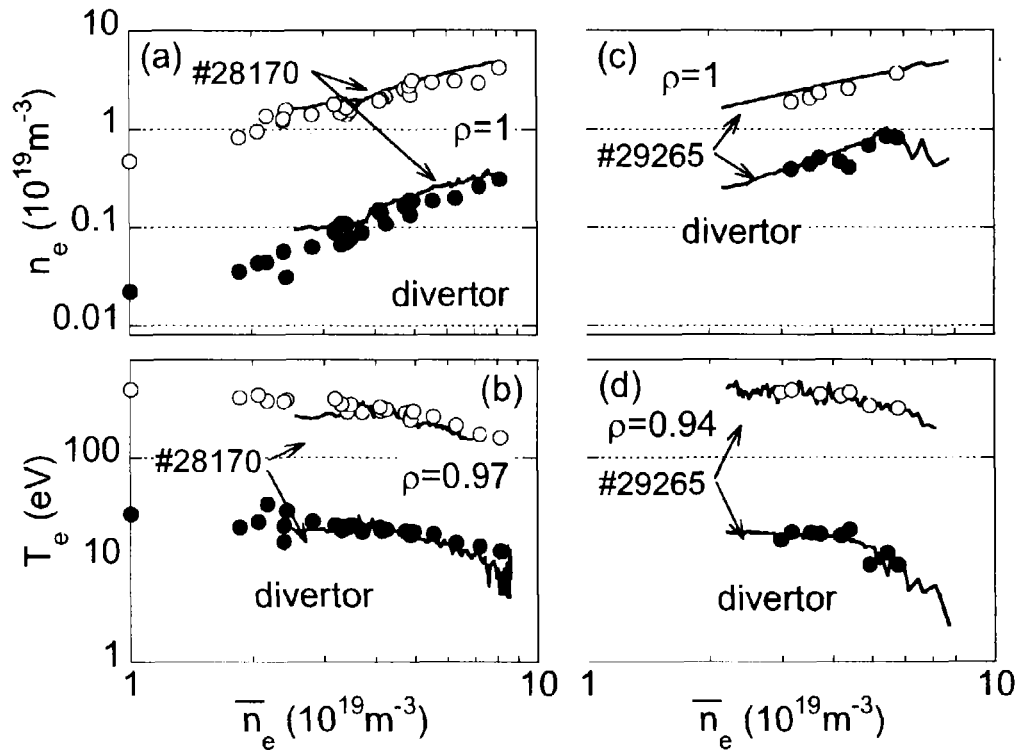 (a)
#28170
ρ=1
divertor
10
1
0.1
0.01
n_e (10^19 m^-3)
(c)
ρ=1
#29265
divertor
(b)
#28170
ρ=0.97
divertor
100
10
1
T_e (eV)
1
10
n̅_e (10^19 m^-3)
(d)
ρ=0.94
#29265
divertor
1
10
n̅_e (10^19 m^-3)